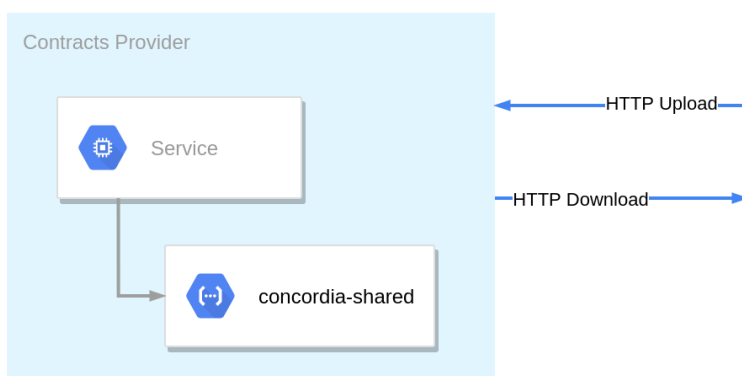 Contracts Provider
HTTP Upload
Service
HTTP Download
concordia-shared